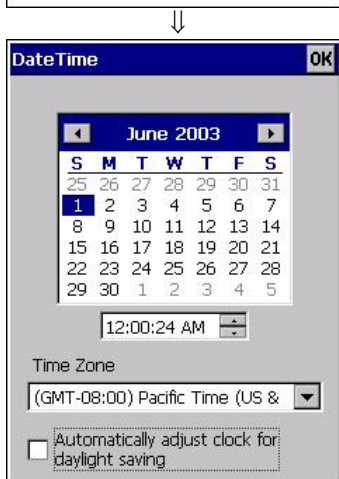 ⇓
DateTime OK
June 2003
S M T W T F S
25 26 27 28 29 30 31
1 2 3 4 5 6 7
8 9 10 11 12 13 14
15 16 17 18 19 20 21
22 23 24 25 26 27 28
29 30 1 2 3 4 5
12:00:24 AM
Time Zone
(GMT-08:00) Pacific Time (US &
Automatically adjust clock for
daylight saving